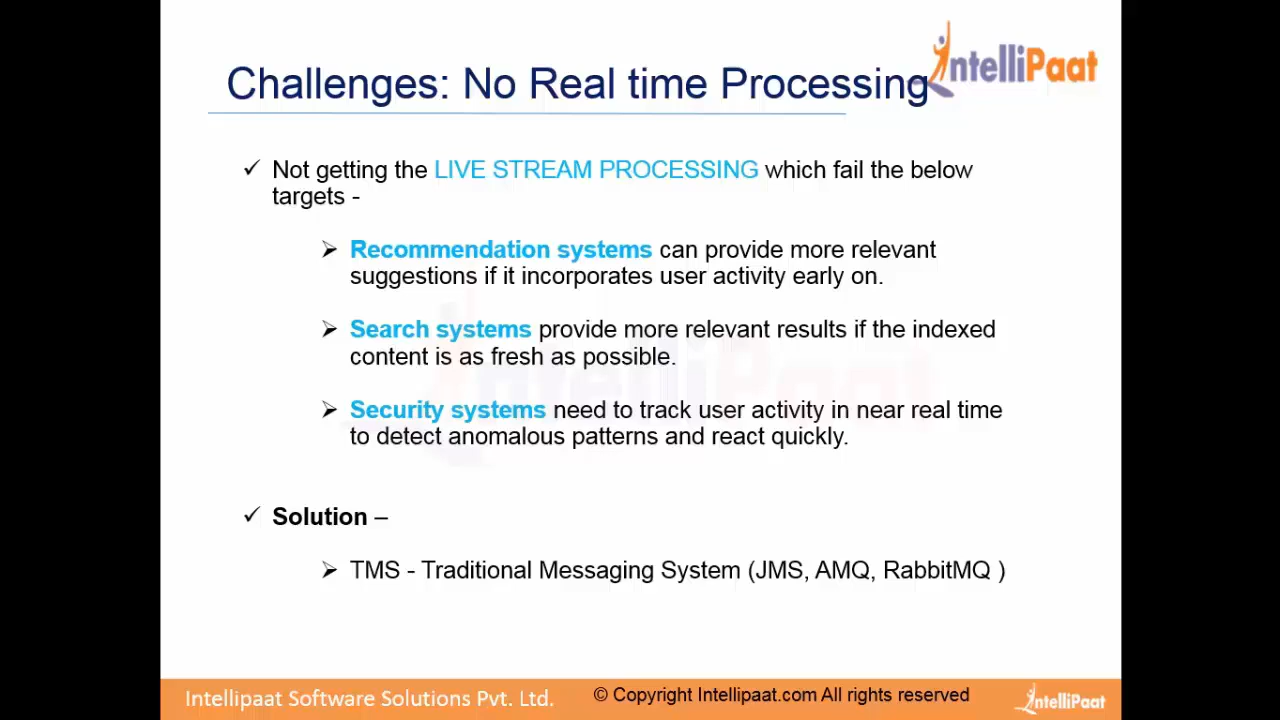 IntelliPaat
Challenges: No Real time Processing
✓ Not getting the LIVE STREAM PROCESSING which fail the below
targets -
➢ Recommendation systems can provide more relevant
suggestions if it incorporates user activity early on.
➢ Search systems provide more relevant results if the indexed
content is as fresh as possible.
➢ Security systems need to track user activity in near real time
to detect anomalous patterns and react quickly.
IntelliPaat
✓ Solution –
➢ TMS - Traditional Messaging System (JMS, AMQ, RabbitMQ )
Intellipaat Software Solutions Pvt. Ltd.
© Copyright Intellipaat.com All rights reserved
IntelliPaat